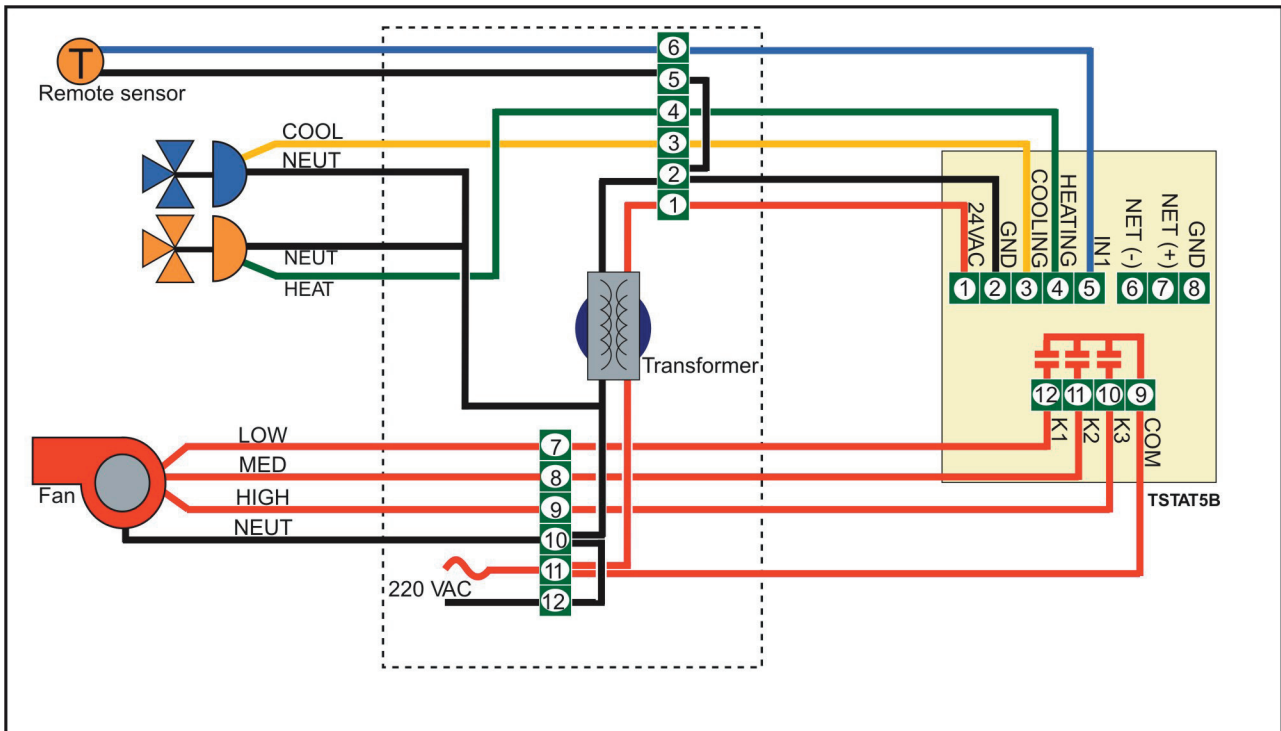 T
Remote sensor
COOL
NEUT
NEUT
HEAT
6
5
4
3
2
1
Transformer
24VAC
GND
COOLING
HEATING
IN1
NET (-)
NET (+)
GND
1
2
3
4
5
6
7
8
12
11
10
9
K1
K2
K3
COM
TSTAT5B
Fan
LOW
MED
HIGH
NEUT
7
8
9
10
11
12
220 VAC